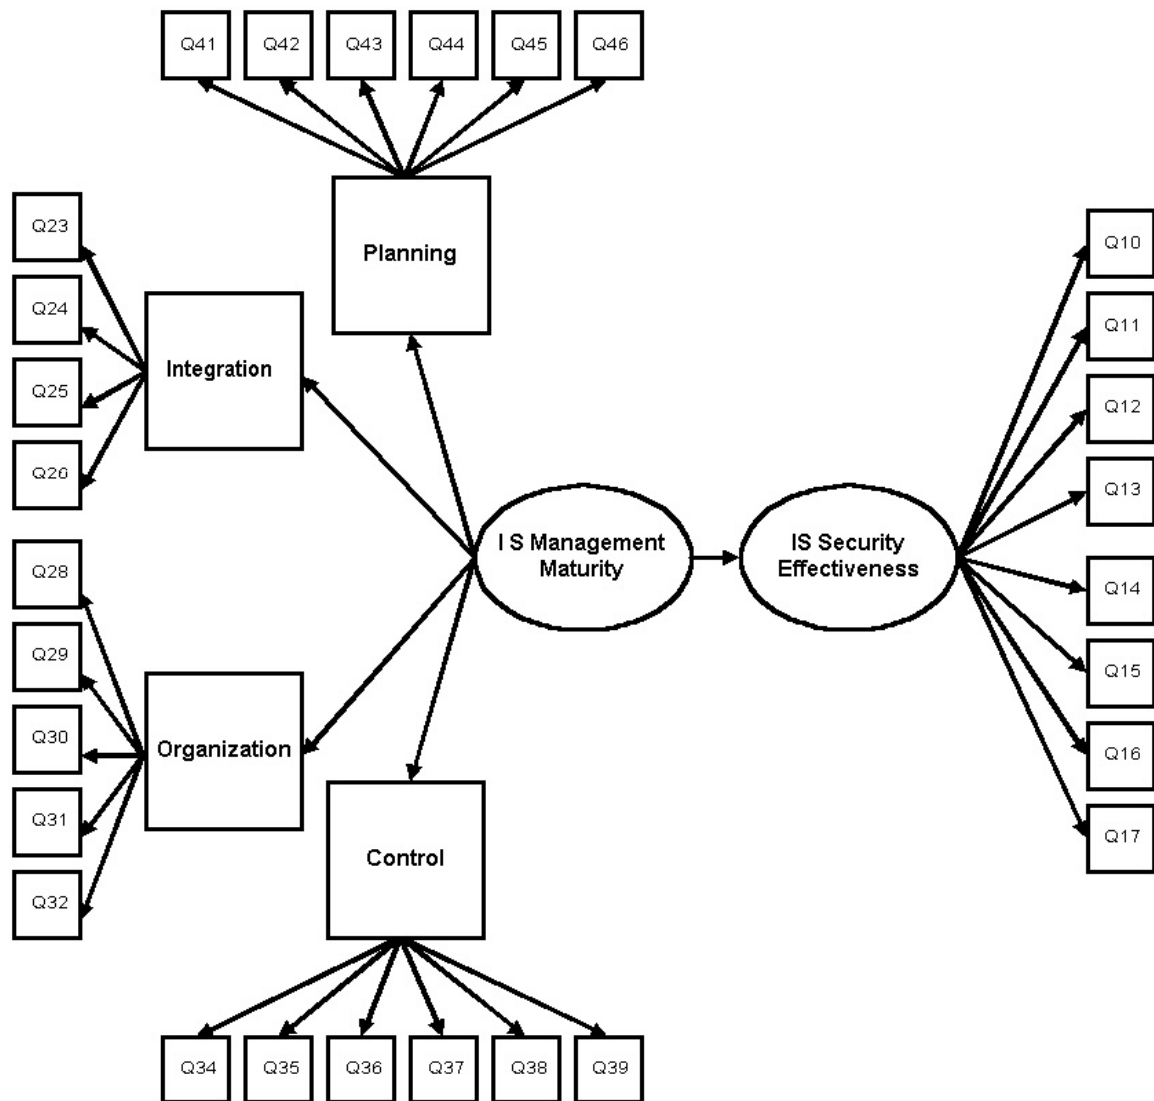 Q41 Q42 Q43 Q44 Q45 Q46
Planning
Q23
Q24
Q25
Q26
Integration
Q28
Q29
Q30
Q31
Q32
Organization
Control
Q34 Q35 Q36 Q37 Q38 Q39
I S Management
Maturity
IS Security
Effectiveness
Q10
Q11
Q12
Q13
Q14
Q15
Q16
Q17